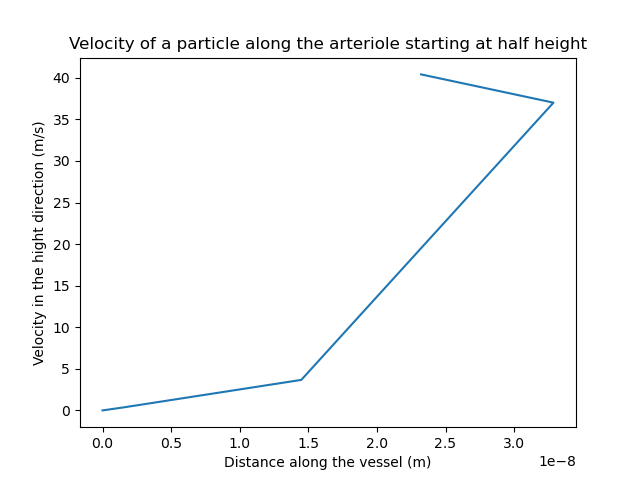 Velocity of a particle along the arteriole starting at half height
Velocity in the hight direction (m/s)
40
35
30
25
20
15
10
5
0
0.0 0.5 1.0 1.5 2.0 2.5 3.0
1e−8
Distance along the vessel (m)